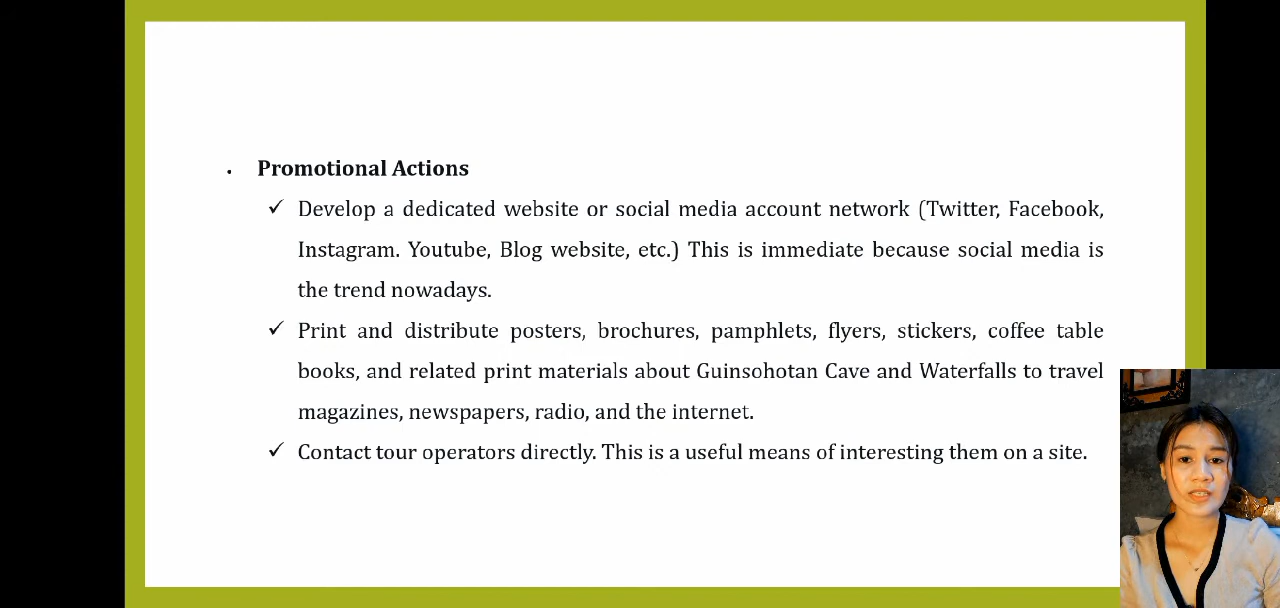 • Promotional Actions
✓ Develop a dedicated website or social media account network (Twitter, Facebook,
Instagram. Youtube, Blog website, etc.) This is immediate because social media is
the trend nowadays.
✓ Print and distribute posters, brochures, pamphlets, flyers, stickers, coffee table
books, and related print materials about Guinsohotan Cave and Waterfalls to travel
magazines, newspapers, radio, and the internet.
✓ Contact tour operators directly. This is a useful means of interesting them on a site.